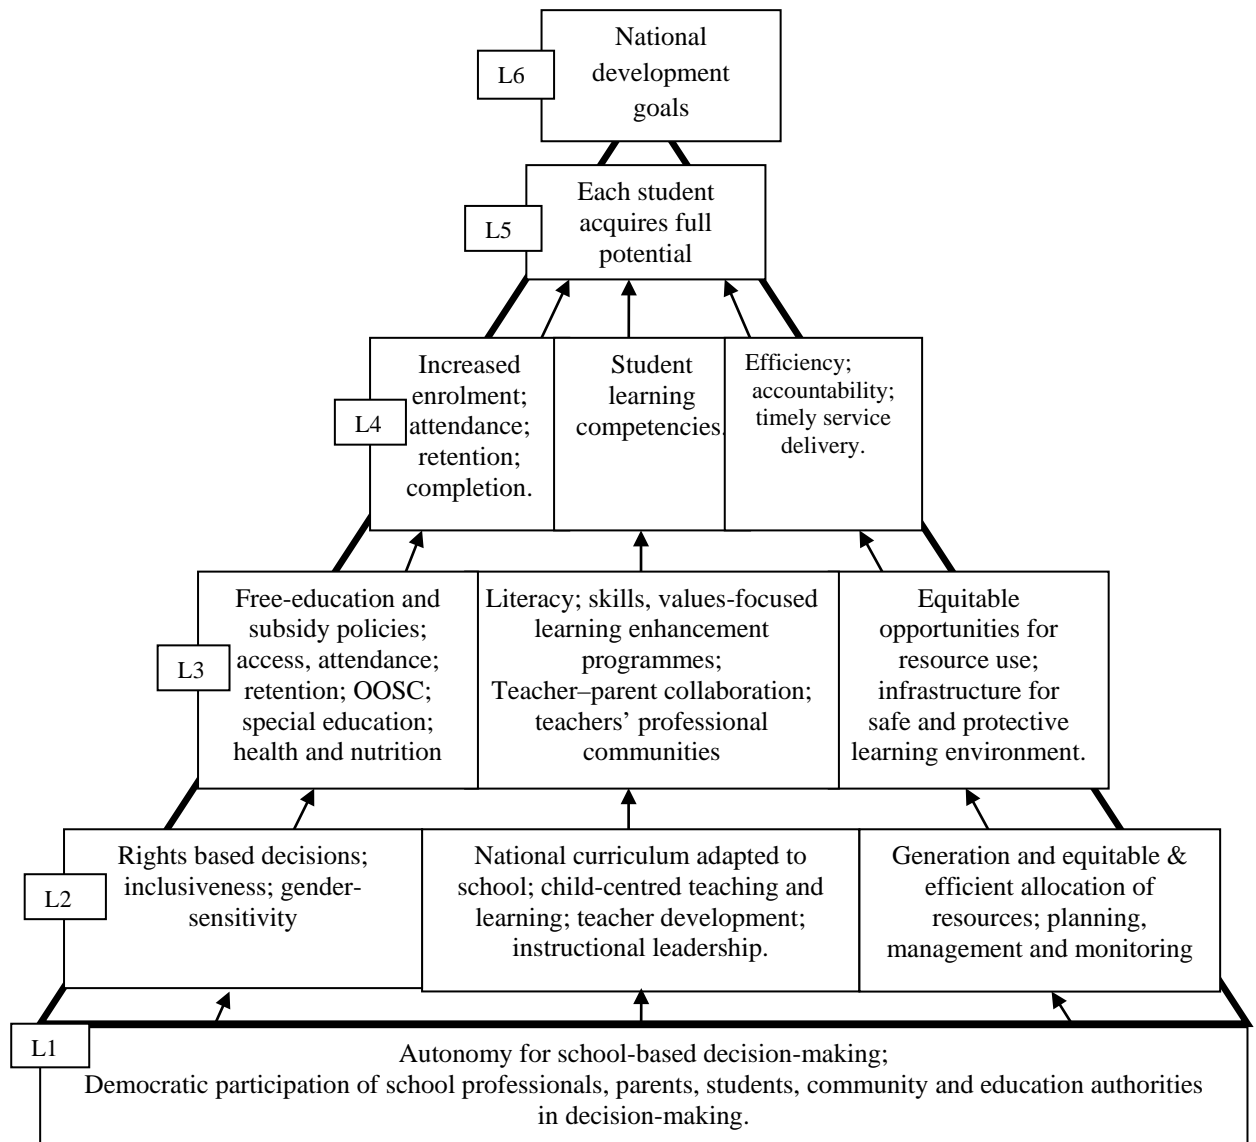 National
development
goals
L6
Each student
acquires full
potential
L5
Increased
enrolment;
attendance;
retention;
completion.
L4
Student
learning
competencies.
Efficiency;
accountability;
timely service
delivery.
Free-education and
subsidy policies;
access, attendance;
retention; OOSC;
special education;
health and nutrition
L3
Literacy; skills, values-focused
learning enhancement
programmes;
Teacher–parent collaboration;
teachers’ professional
communities
Equitable
opportunities for
resource use;
infrastructure for
safe and protective
learning environment.
Rights based decisions;
inclusiveness; gender-
sensitivity
L2
National curriculum adapted to
school; child-centred teaching and
learning; teacher development;
instructional leadership.
Generation and equitable &
efficient allocation of
resources; planning,
management and monitoring
L1
Autonomy for school-based decision-making;
Democratic participation of school professionals, parents, students, community and education authorities
in decision-making.